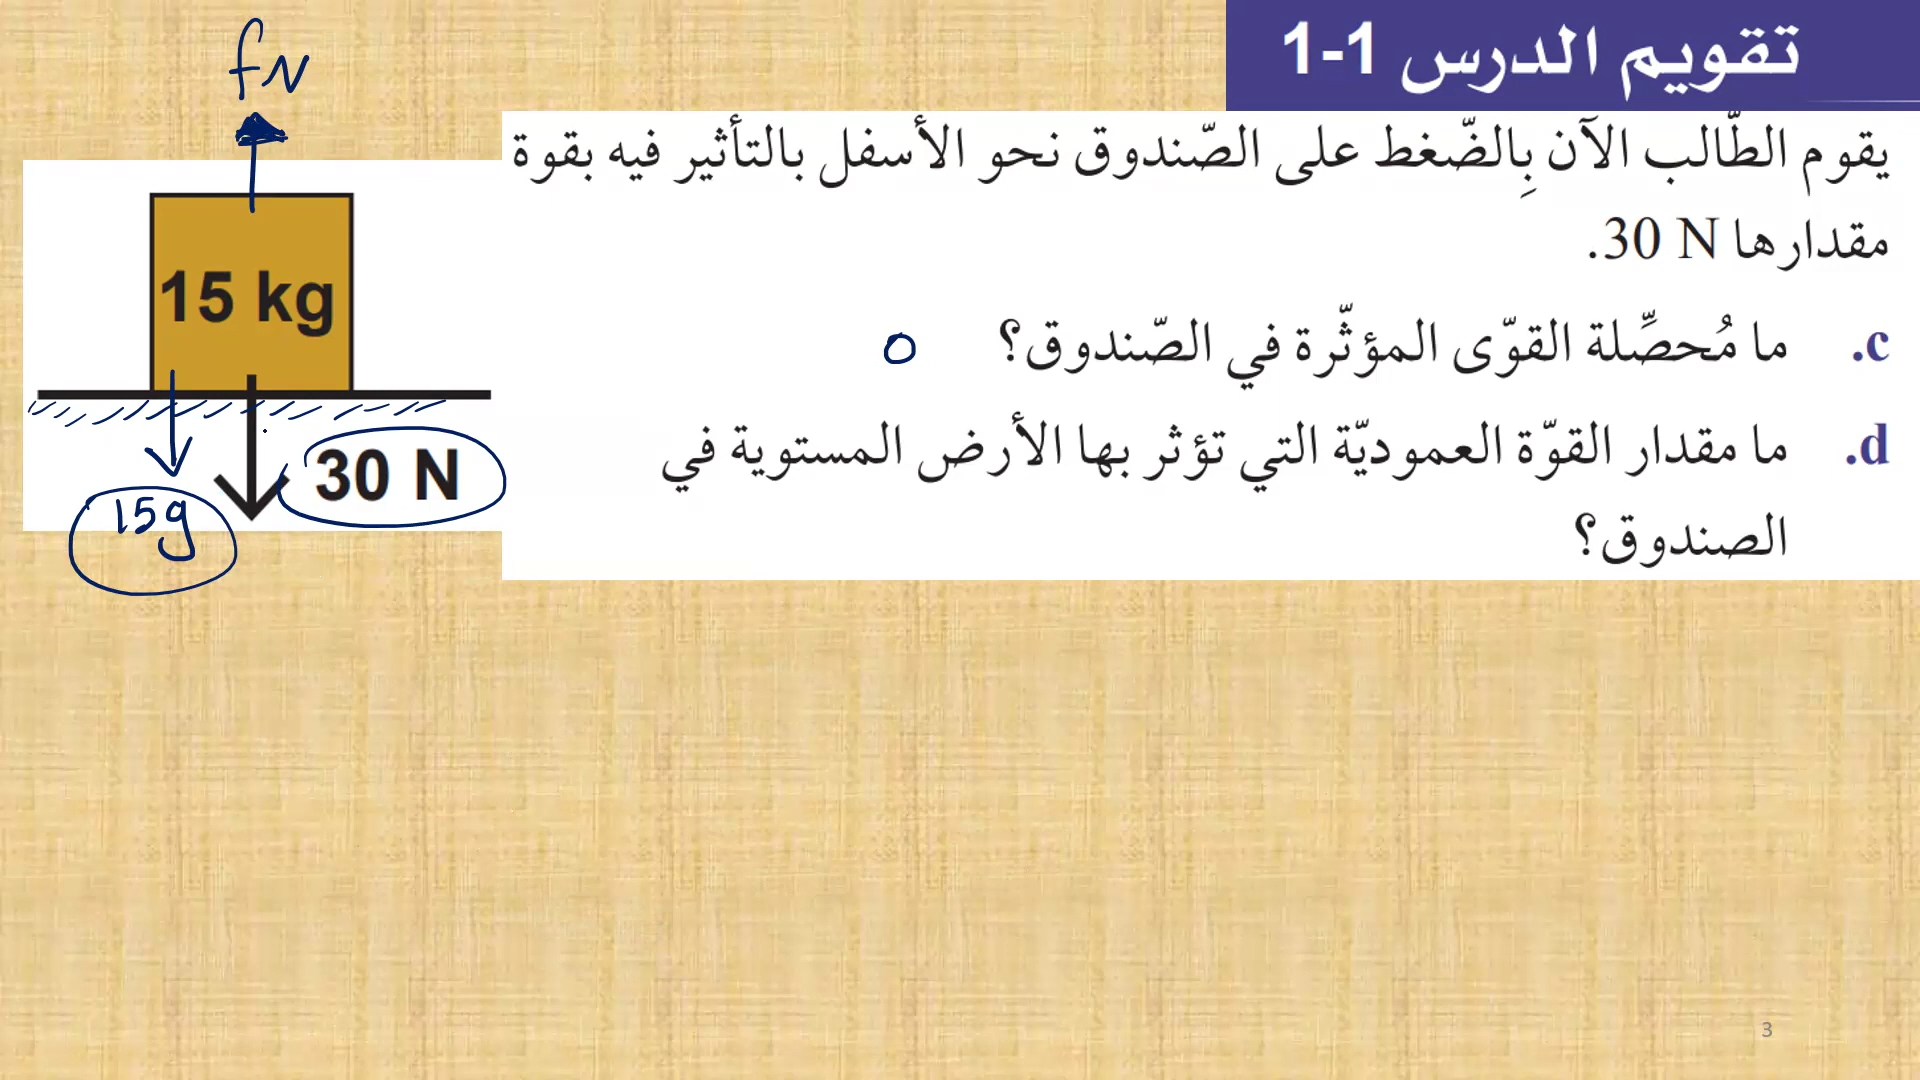 تقويم الدرس 1-1
يقوم الطّالب الآن بِالضّغط على الصّندوق نحو الأسفل بالتأثير فيه بقوة
مقدارها 30 N.
c. ما مُحصِّلة القوّى المؤثّرة في الصّندوق؟ 0
d. ما مقدار القوّة العموديّة التي تؤثر بها الأرض المستوية في
الصندوق؟
fN
15 kg
30 N
15g
3